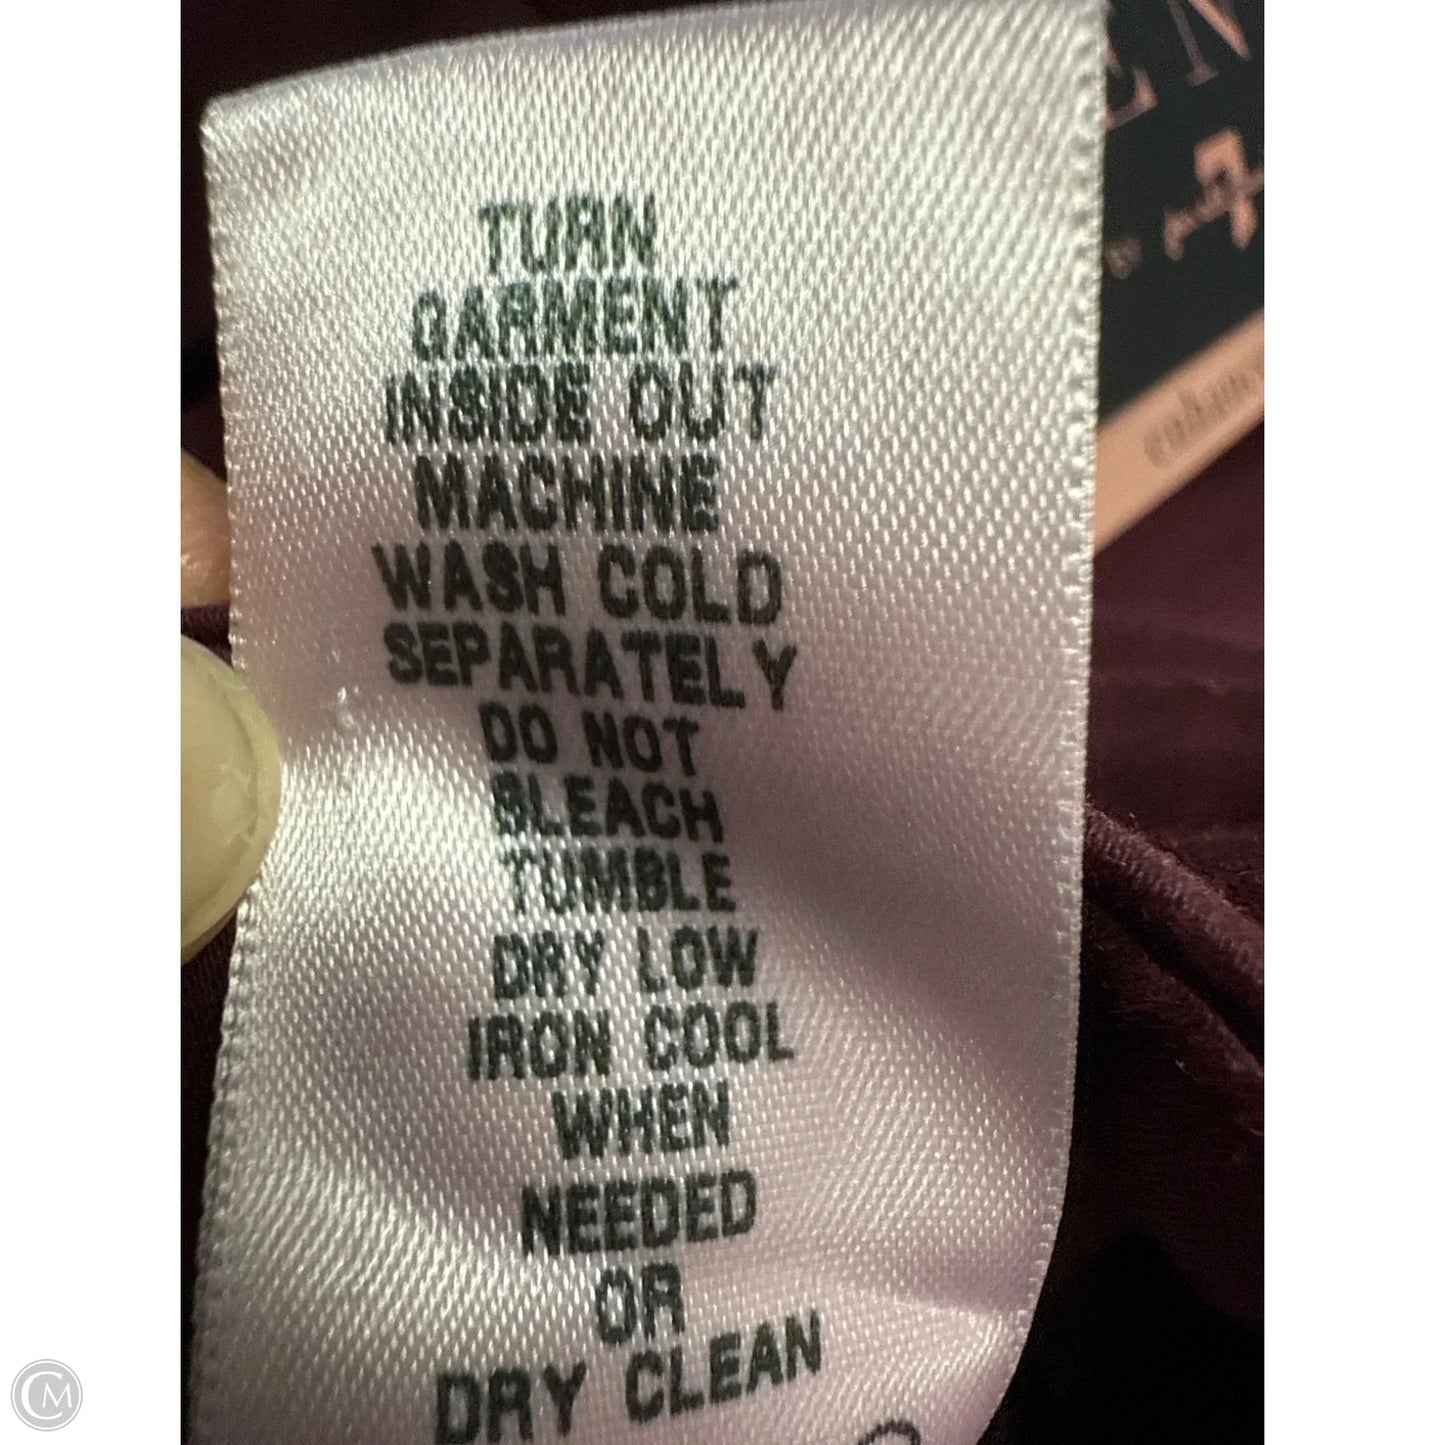 TURN
GARMENT
INSIDE OUT
MACHINE
WASH COLD
SEPARATELY
DO NOT
BLEACH
TUMBLE
DRY LOW
IRON COOL
WHEN
NEEDED
OR
DRY CLEAN
CM